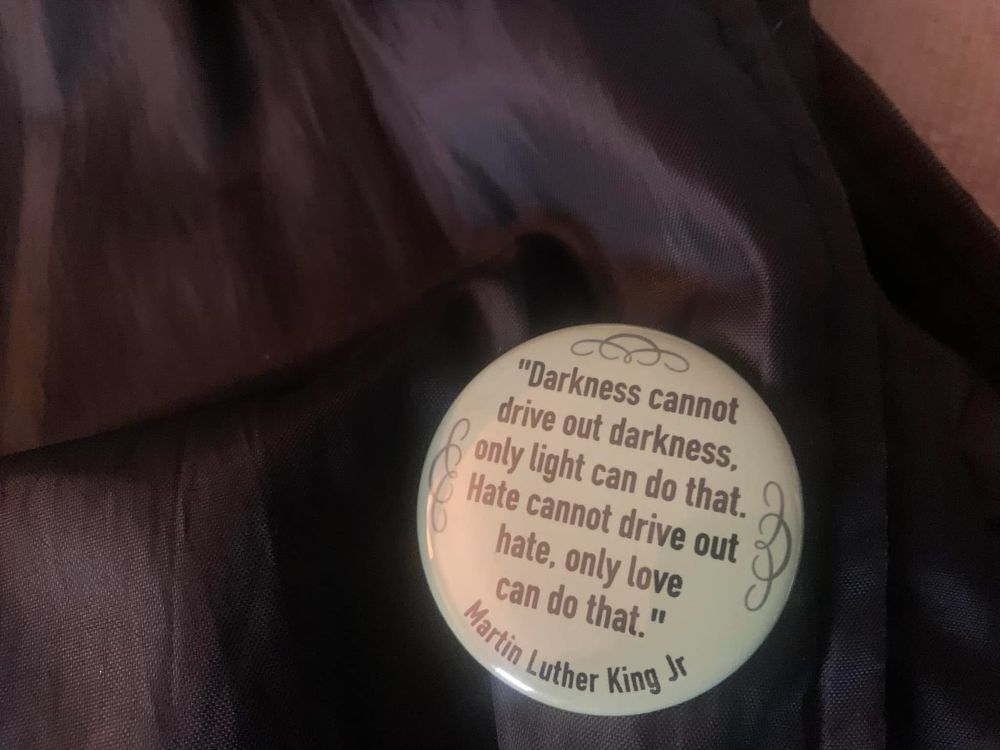 "Darkness cannot
drive out darkness,
only light can do that.
Hate cannot drive out
hate, only love
can do that."
Martin Luther King Jr